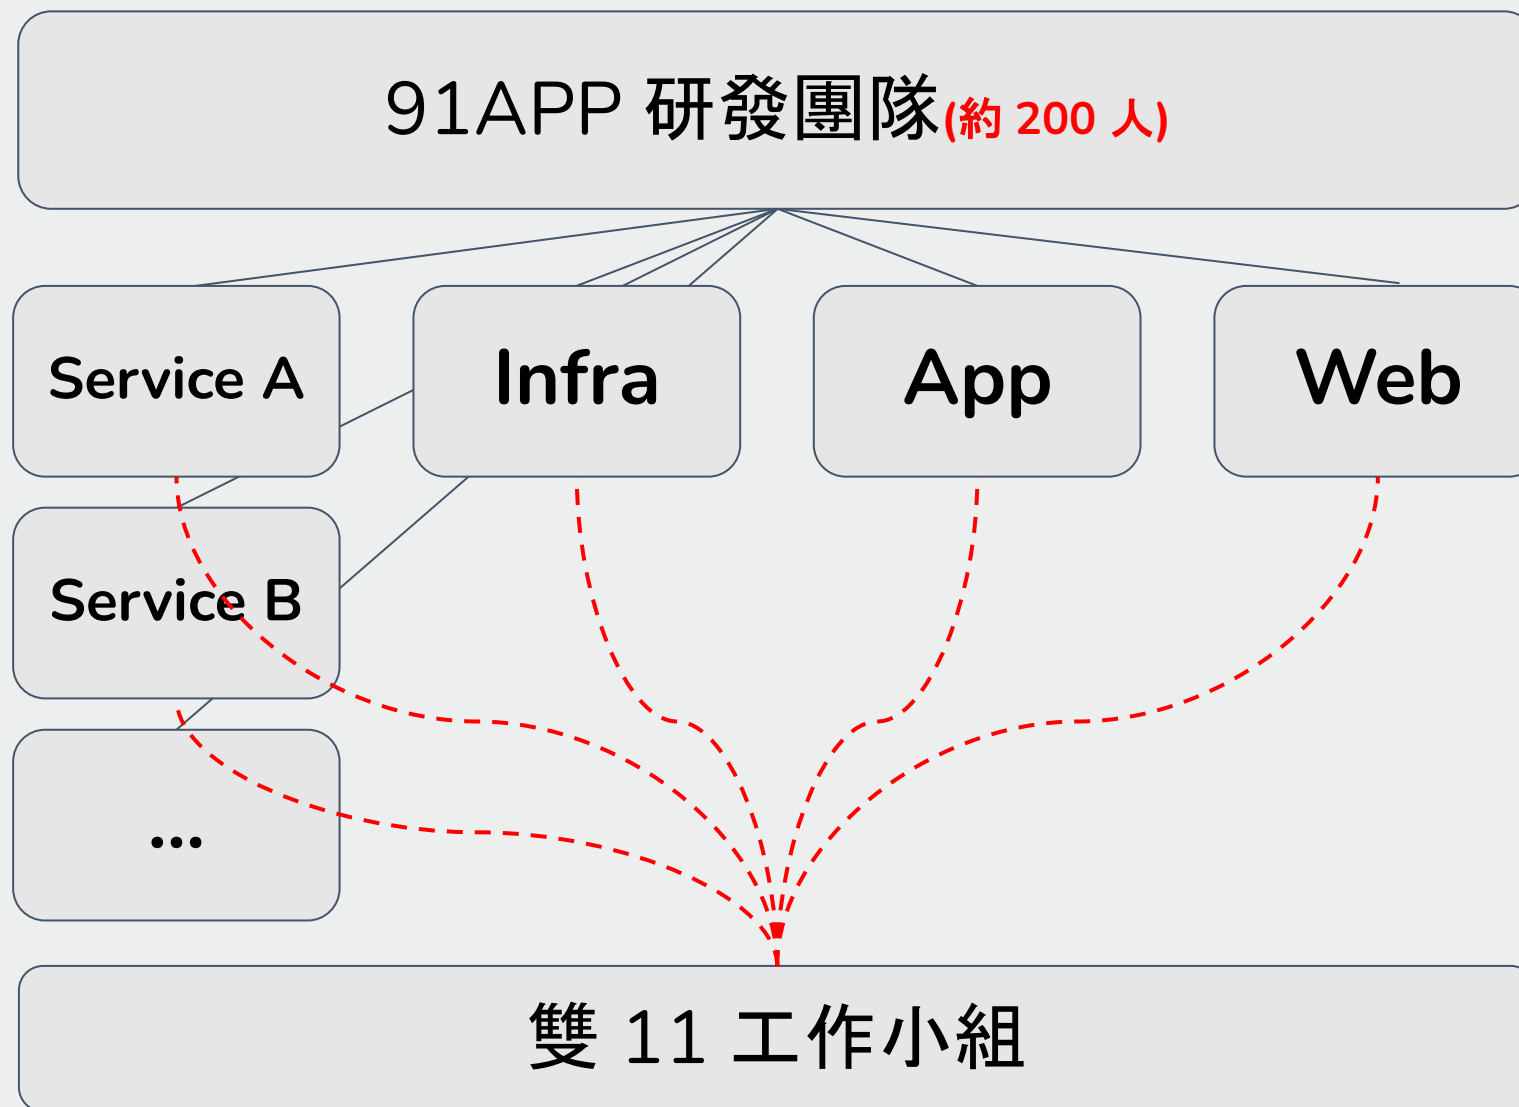 91APP 研發團隊(約 200 人)
Service A
Infra
App
Web
Service B
...
雙 11 工作小組